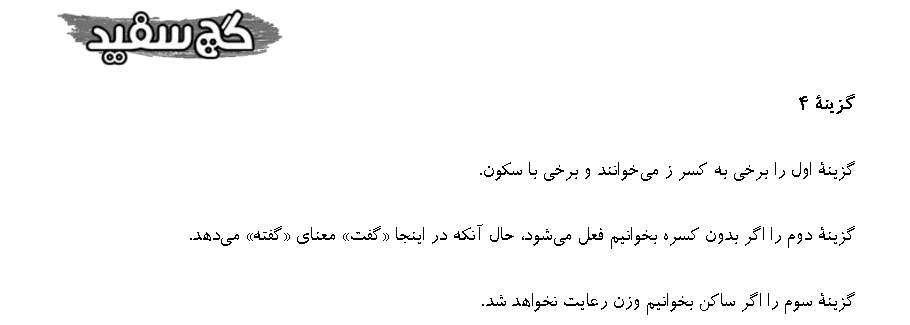 گچ سفید
گزینهٔ ۴
گزینهٔ اول را برخی به کسر ز می‌خوانند و برخی با سکون.
گزینهٔ دوم را اگر بدون کسره بخوانیم فعل می‌شود، حال آنکه در اینجا «گفت» معنای «گفته» می‌دهد.
گزینهٔ سوم را اگر ساکن بخوانیم وزن رعایت نخواهد شد.